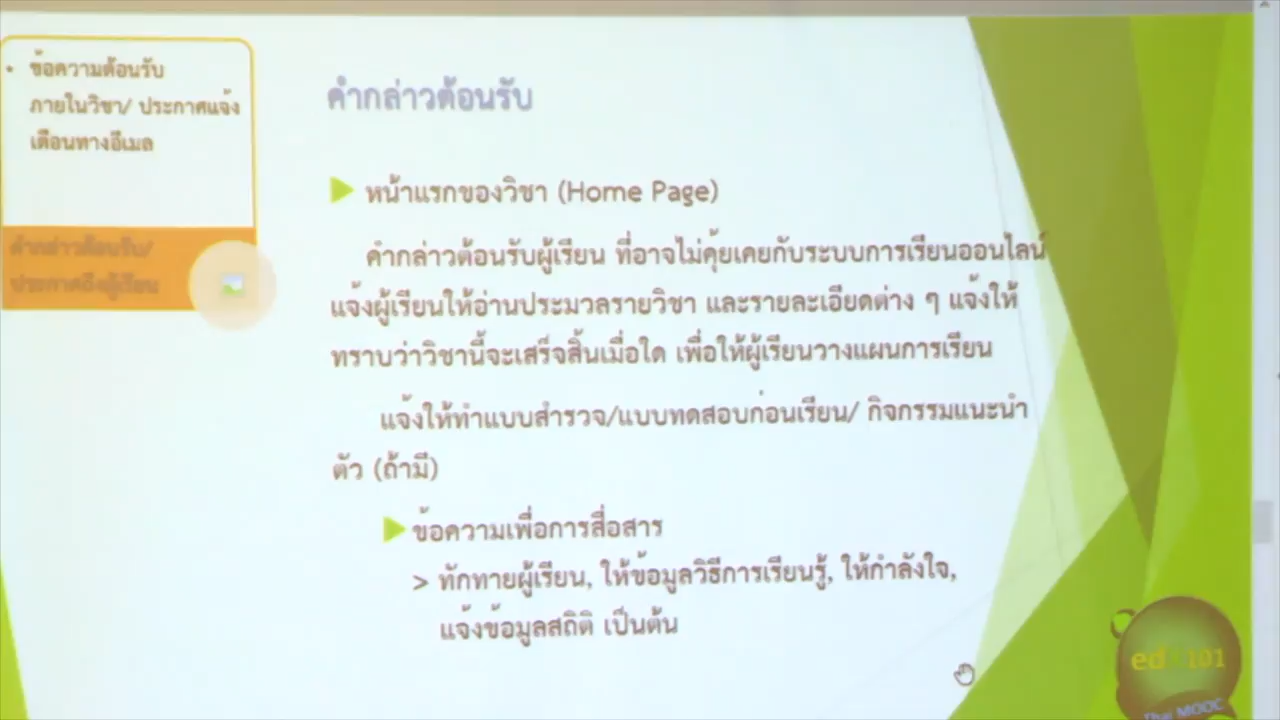 • ข้อความต้อนรับ
ภายในวิชา/ ประกาศแจ้ง
เตือนทางอีเมล
คำกล่าวต้อนรับ/
ประกาศถึงผู้เรียน
คำกล่าวต้อนรับ
หน้าแรกของวิชา (Home Page)
คำกล่าวต้อนรับผู้เรียน ที่อาจไม่คุ้ยเคยกับระบบการเรียนออนไลน์
แจ้งผู้เรียนให้อ่านประมวลรายวิชา และรายละเอียดต่าง ๆ แจ้งให้
ทราบว่าวิชานี้จะเสร็จสิ้นเมื่อใด เพื่อให้ผู้เรียนวางแผนการเรียน
แจ้งให้ทำแบบสำรวจ/แบบทดสอบก่อนเรียน/ กิจกรรมแนะนำ
ตัว (ถ้ามี)
ข้อความเพื่อการสื่อสาร
> ทักทายผู้เรียน, ให้ข้อมูลวิธีการเรียนรู้, ให้กำลังใจ,
แจ้งข้อมูลสถิติ เป็นต้น
Thai MOOC